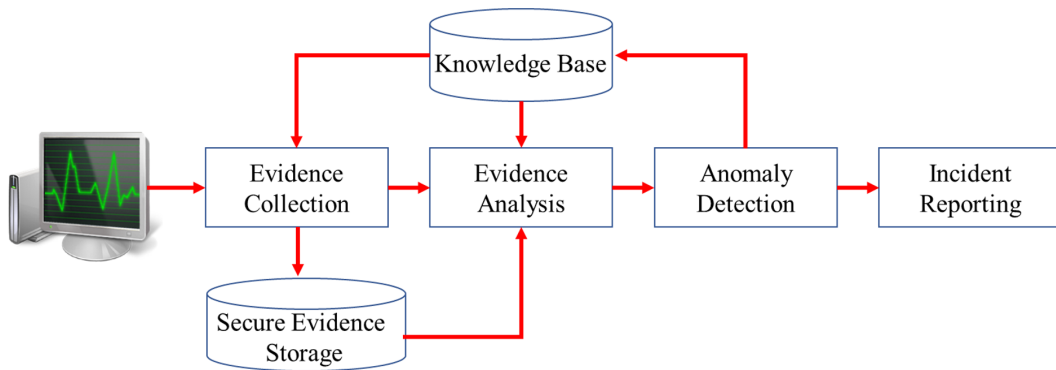 Knowledge Base
Evidence
Collection
Evidence
Analysis
Anomaly
Detection
Incident
Reporting
Secure Evidence
Storage